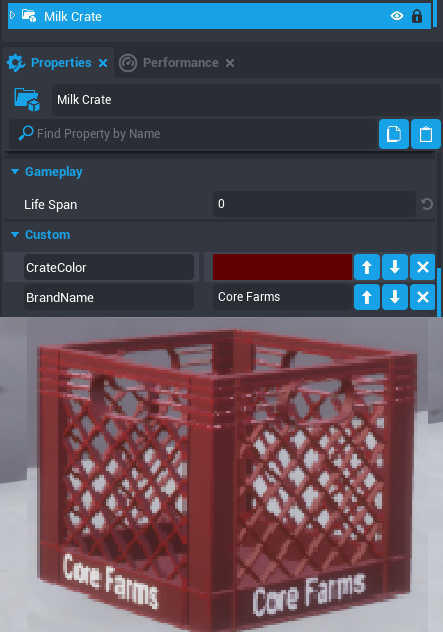 Milk Crate
Properties
Performance
Milk Crate
Find Property by Name
Gameplay
Life Span
0
Custom
CrateColor
BrandName
Core Farms
Core Farms
Core Farms